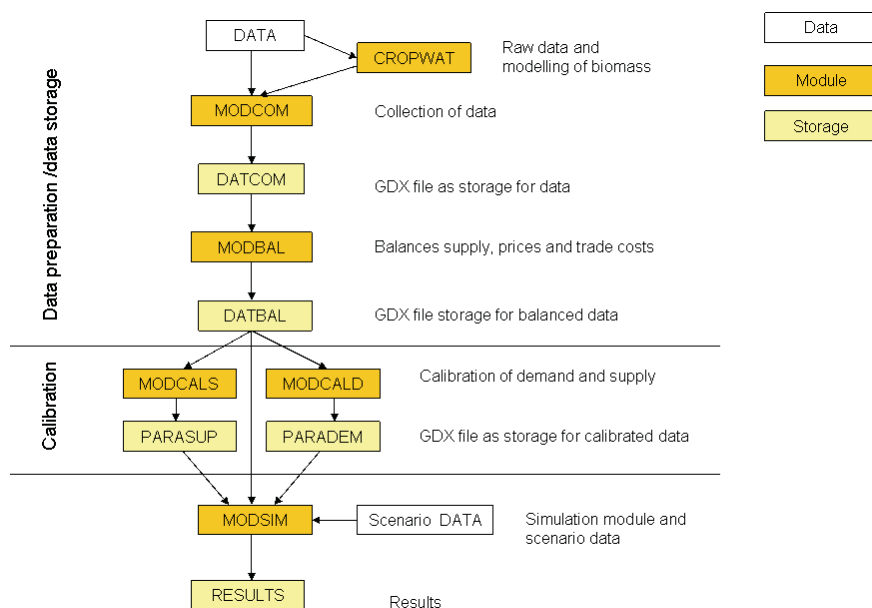 DATA
CROPWAT
Raw data and
modelling of biomass
Data
Module
Storage
Data preparation /data storage
MODCOM
Collection of data
DATCOM
GDX file as storage for data
MODBAL
Balances supply, prices and trade costs
DATBAL
GDX file storage for balanced data
Calibration
MODCALS
MODCALD
Calibration of demand and supply
PARASUP
PARADEM
GDX file as storage for calibrated data
MODSIM
Scenario DATA
Simulation module and
scenario data
RESULTS
Results